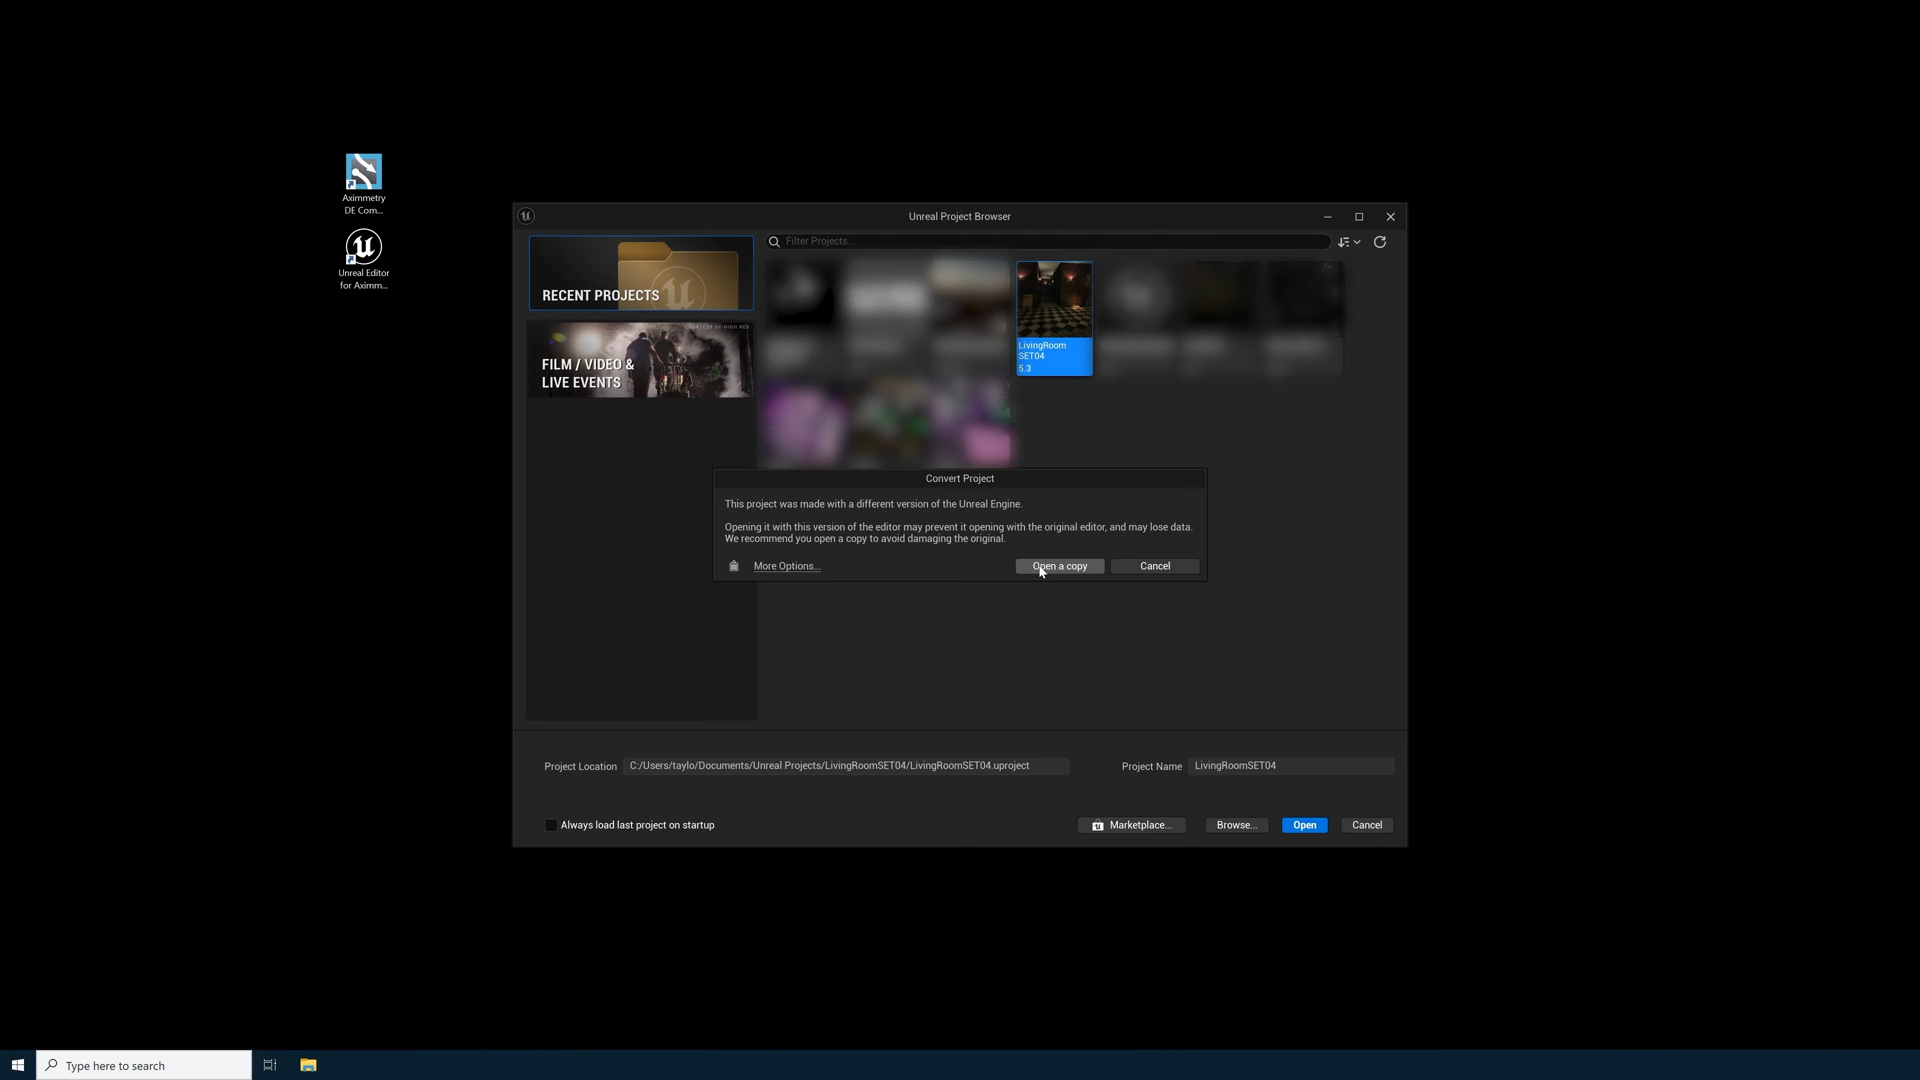 Aximmetry
DE Com...
Unreal Editor
for Aximm...
Unreal Project Browser
RECENT PROJECTS
COURTESY OF HIGH RES
FILM / VIDEO &
LIVE EVENTS
Filter Projects...
LivingRoom
SET04
5.3
Convert Project
This project was made with a different version of the Unreal Engine.
Opening it with this version of the editor may prevent it opening with the original editor, and may lose data.
We recommend you open a copy to avoid damaging the original.
More Options...
Open a copy
Cancel
Project Location
C:/Users/taylo/Documents/Unreal Projects/LivingRoomSET04/LivingRoomSET04.uproject
Project Name
LivingRoomSET04
Always load last project on startup
Marketplace...
Browse...
Open
Cancel
Type here to search